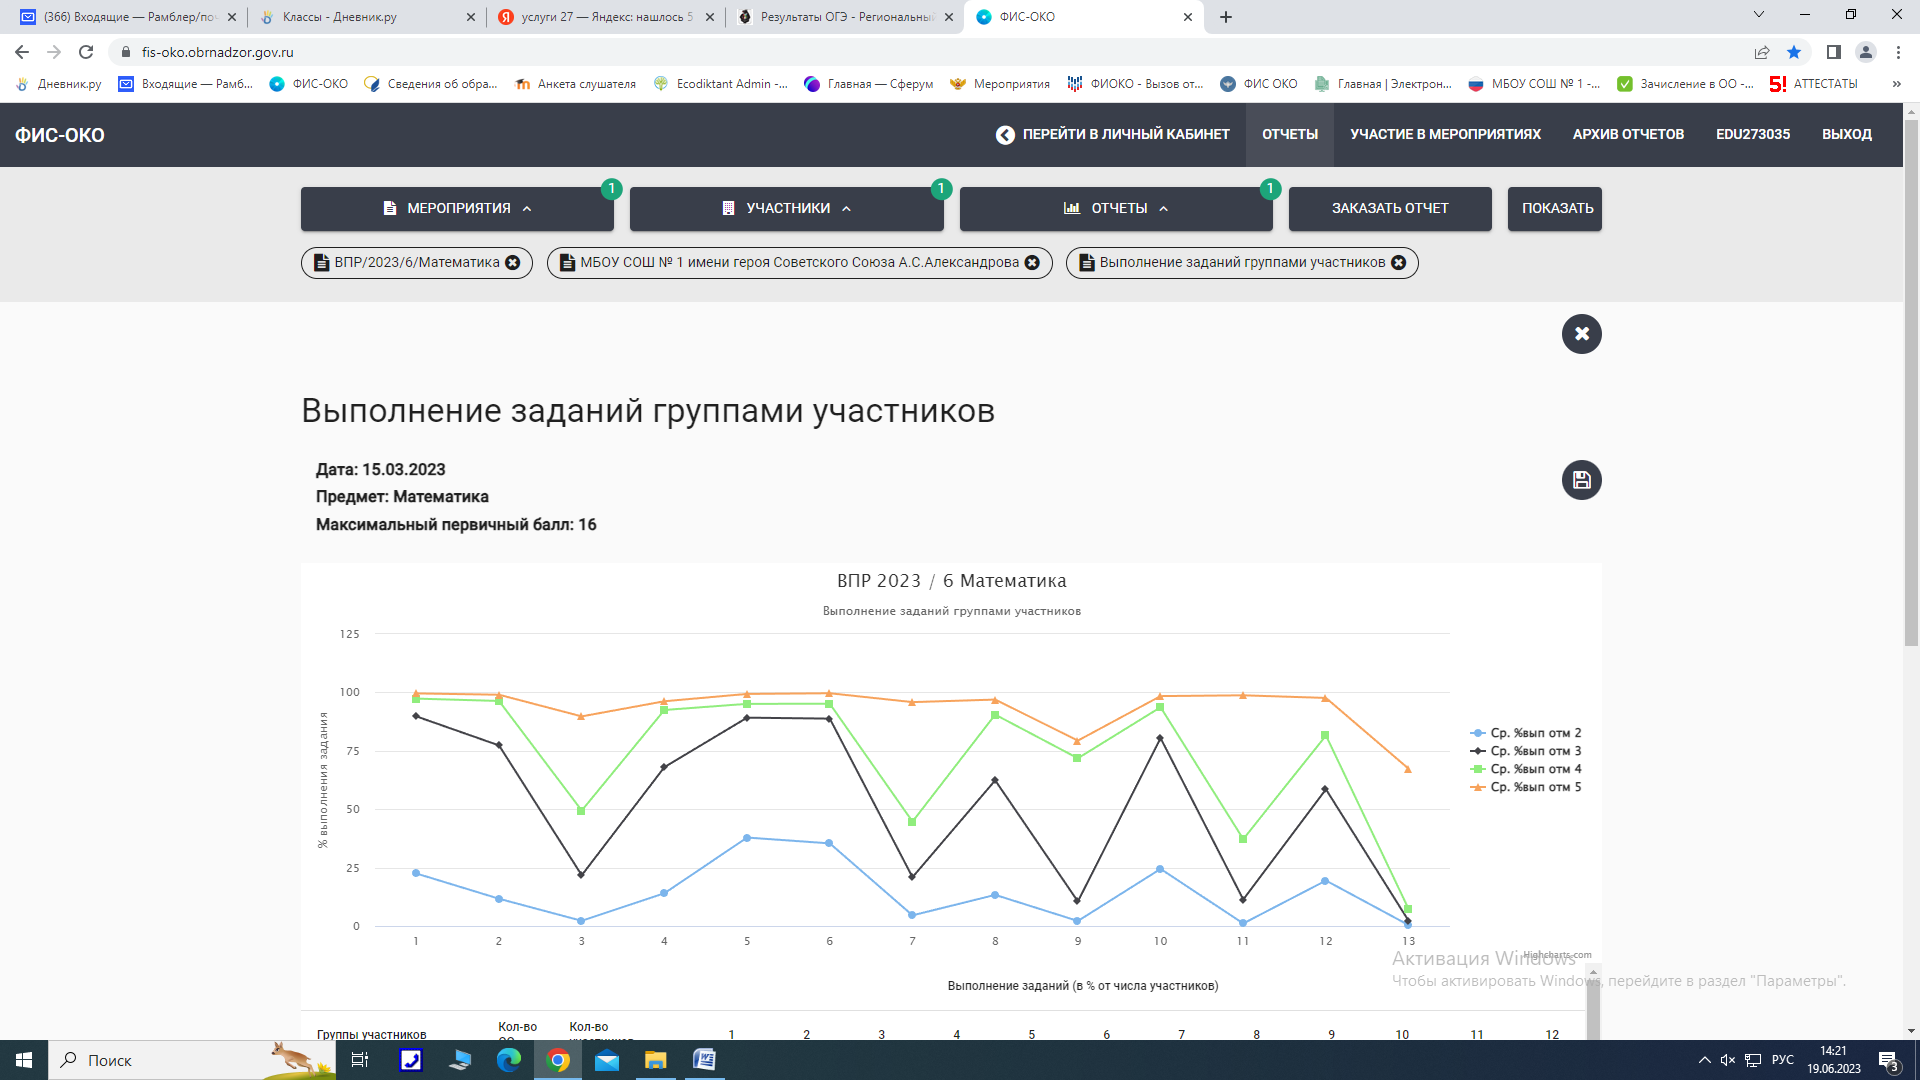 (366) Входящие — Рамблер/поч
Классы - Дневник.ру
услуги 27 — Яндекс: нашлось 5
Результаты ОГЭ - Региональный
ФИС-ОКО
fis-oko.obrnadzor.gov.ru
Дневник.ру
Входящие — Рамб...
ФИС-ОКО
Сведения об обра...
Анкета слушателя
Ecodiktant Admin -...
Главная — Сферум
Мероприятия
ФИОКО - Вызов от...
ФИС ОКО
Главная | Электрон...
МБОУ СОШ № 1 -...
Зачисление в ОО -...
5! АТТЕСТАТЫ
»
ФИС-ОКО
ПЕРЕЙТИ В ЛИЧНЫЙ КАБИНЕТ
ОТЧЕТЫ
УЧАСТИЕ В МЕРОПРИЯТИЯХ
АРХИВ ОТЧЕТОВ
EDU273035
ВЫХОД
МЕРОПРИЯТИЯ 1
УЧАСТНИКИ 1
ОТЧЕТЫ 1
ЗАКАЗАТЬ ОТЧЕТ
ПОКАЗАТЬ
ВПР/2023/6/Математика
МБОУ СОШ № 1 имени героя Советского Союза А.С.Александрова
Выполнение заданий группами участников
Выполнение заданий группами участников
Дата: 15.03.2023
Предмет: Математика
Максимальный первичный балл: 16
ВПР 2023 / 6 Математика
Выполнение заданий группами участников
% выполнения задания
125
100
75
50
25
0
1 2 3 4 5 6 7 8 9 10 11 12 13
Ср. %вып отм 2
Ср. %вып отм 3
Ср. %вып отм 4
Ср. %вып отм 5
Highcharts.com
Активация Windows
Чтобы активировать Windows, перейдите в раздел "Параметры".
Выполнение заданий (в % от числа участников)
Группы участников
Кол-во
Кол-во
1 2 3 4 5 6 7 8 9 10 11 12
Поиск
РУС
14:21
19.06.2023
3